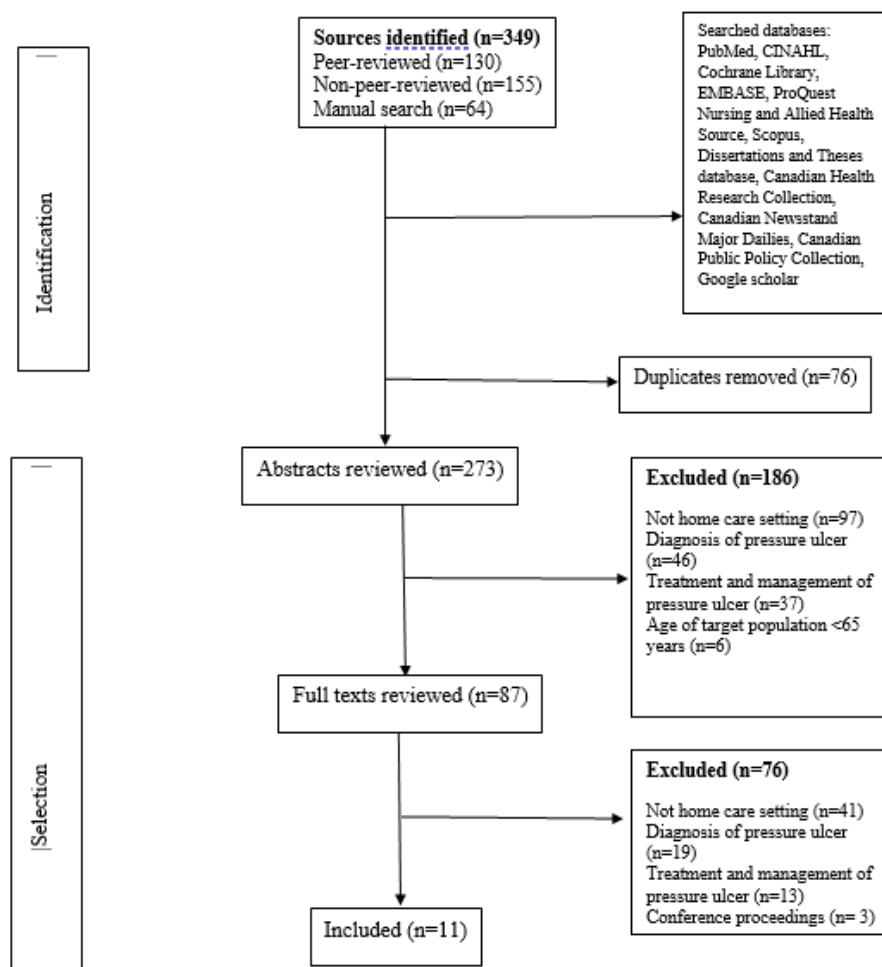 Sources identified (n=349)
Peer-reviewed (n=130)
Non-peer-reviewed (n=155)
Manual search (n=64)
Searched databases:
PubMed, CINAHL,
Cochrane Library,
EMBASE, ProQuest
Nursing and Allied Health
Source, Scopus,
Dissertations and Theses
database, Canadian Health
Research Collection,
Canadian Newsstand
Major Dailies, Canadian
Public Policy Collection,
Google scholar
Identification
Duplicates removed (n=76)
Abstracts reviewed (n=273)
Excluded (n=186)
Not home care setting (n=97)
Diagnosis of pressure ulcer
(n=46)
Treatment and management of
pressure ulcer (n=37)
Age of target population <65
years (n=6)
Full texts reviewed (n=87)
Selection
Excluded (n=76)
Not home care setting (n=41)
Diagnosis of pressure ulcer
(n=19)
Treatment and management of
pressure ulcer (n=13)
Conference proceedings (n= 3)
Included (n=11)